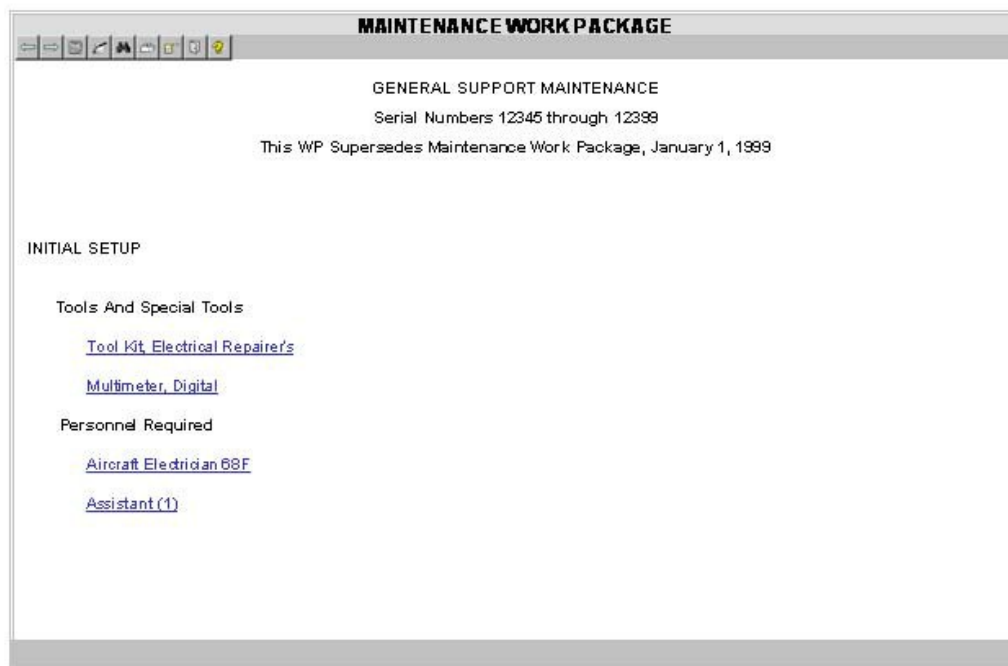 MAINTENANCE WORK PACKAGE
GENERAL SUPPORT MAINTENANCE
Serial Numbers 12345 through 12399
This WP Supersedes Maintenance Work Package, January 1, 1999
INITIAL SETUP
Tools And Special Tools
Tool Kit, Electrical Repairer's
Multimeter, Digital
Personnel Required
Aircraft Electrician 68F
Assistant (1)